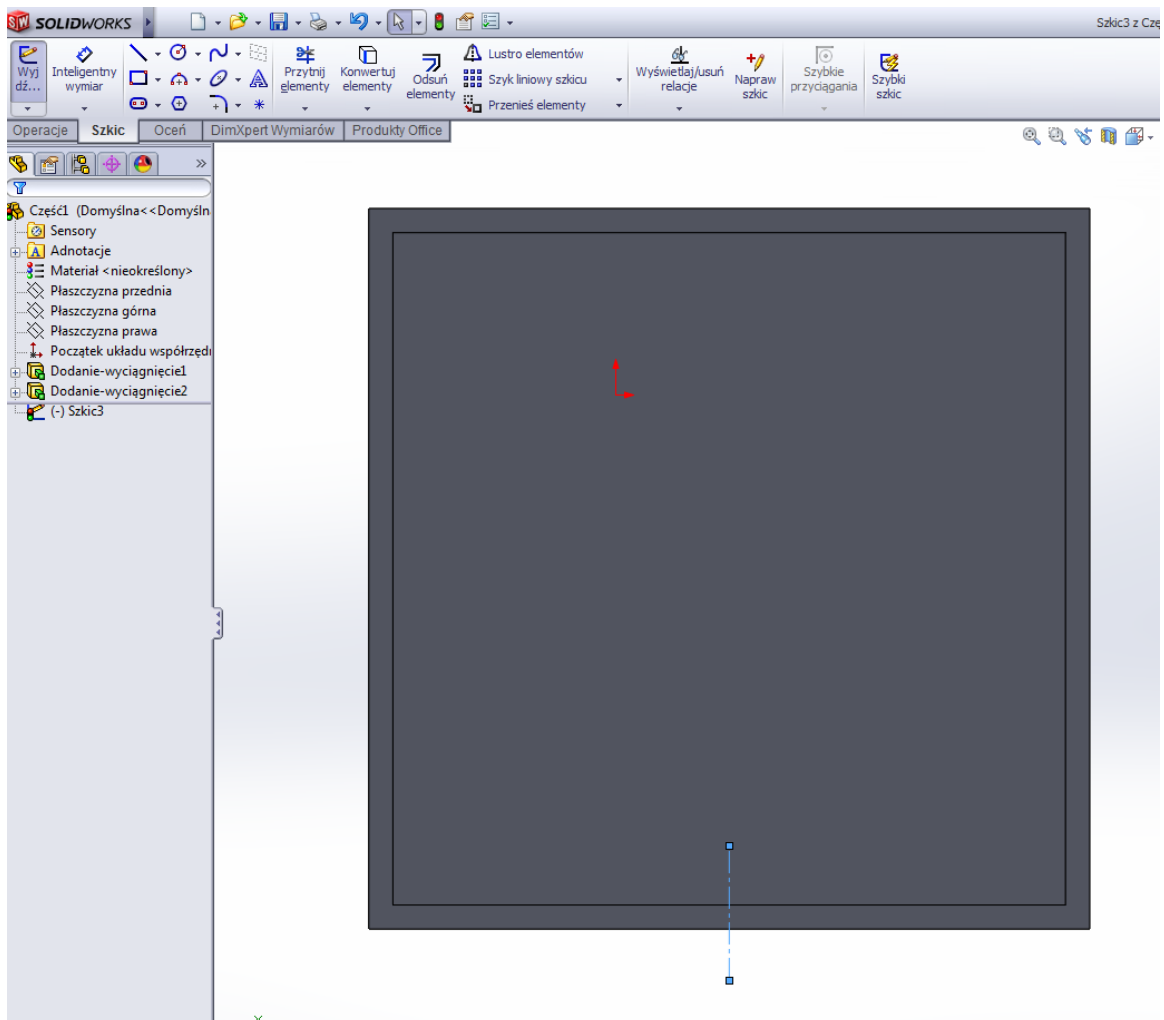 SW SOLIDWORKS
Szkic3 z Czę
Wyj dź...
Inteligentny wymiar
Przytnij elementy
Konwertuj elementy
Odsuń elementy
Lustro elementów
Szyk liniowy szkicu
Przenieś elementy
Wyświetlaj/usuń relacje
Napraw szkic
Szybkie przyciągania
Szybki szkic
Operacje Szkic Oceń DimXpert Wymiarów Produkty Office
Część1 (Domyślna<<Domyśln
Sensory
A Adnotacje
Materiał <nieokreślony>
Płaszczyzna przednia
Płaszczyzna górna
Płaszczyzna prawa
Początek układu współrzędn
Dodanie-wyciągnięcie1
Dodanie-wyciągnięcie2
(-) Szkic3